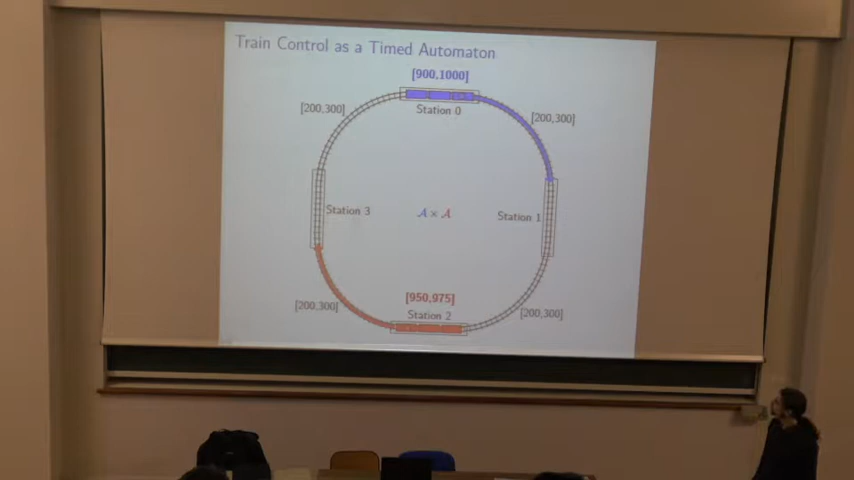 Train Control as a Timed Automaton
[900,1000]
Station 0
[200,300]
[200,300]
Station 3
A × A
Station 1
[950,975]
Station 2
[200,300]
[200,300]